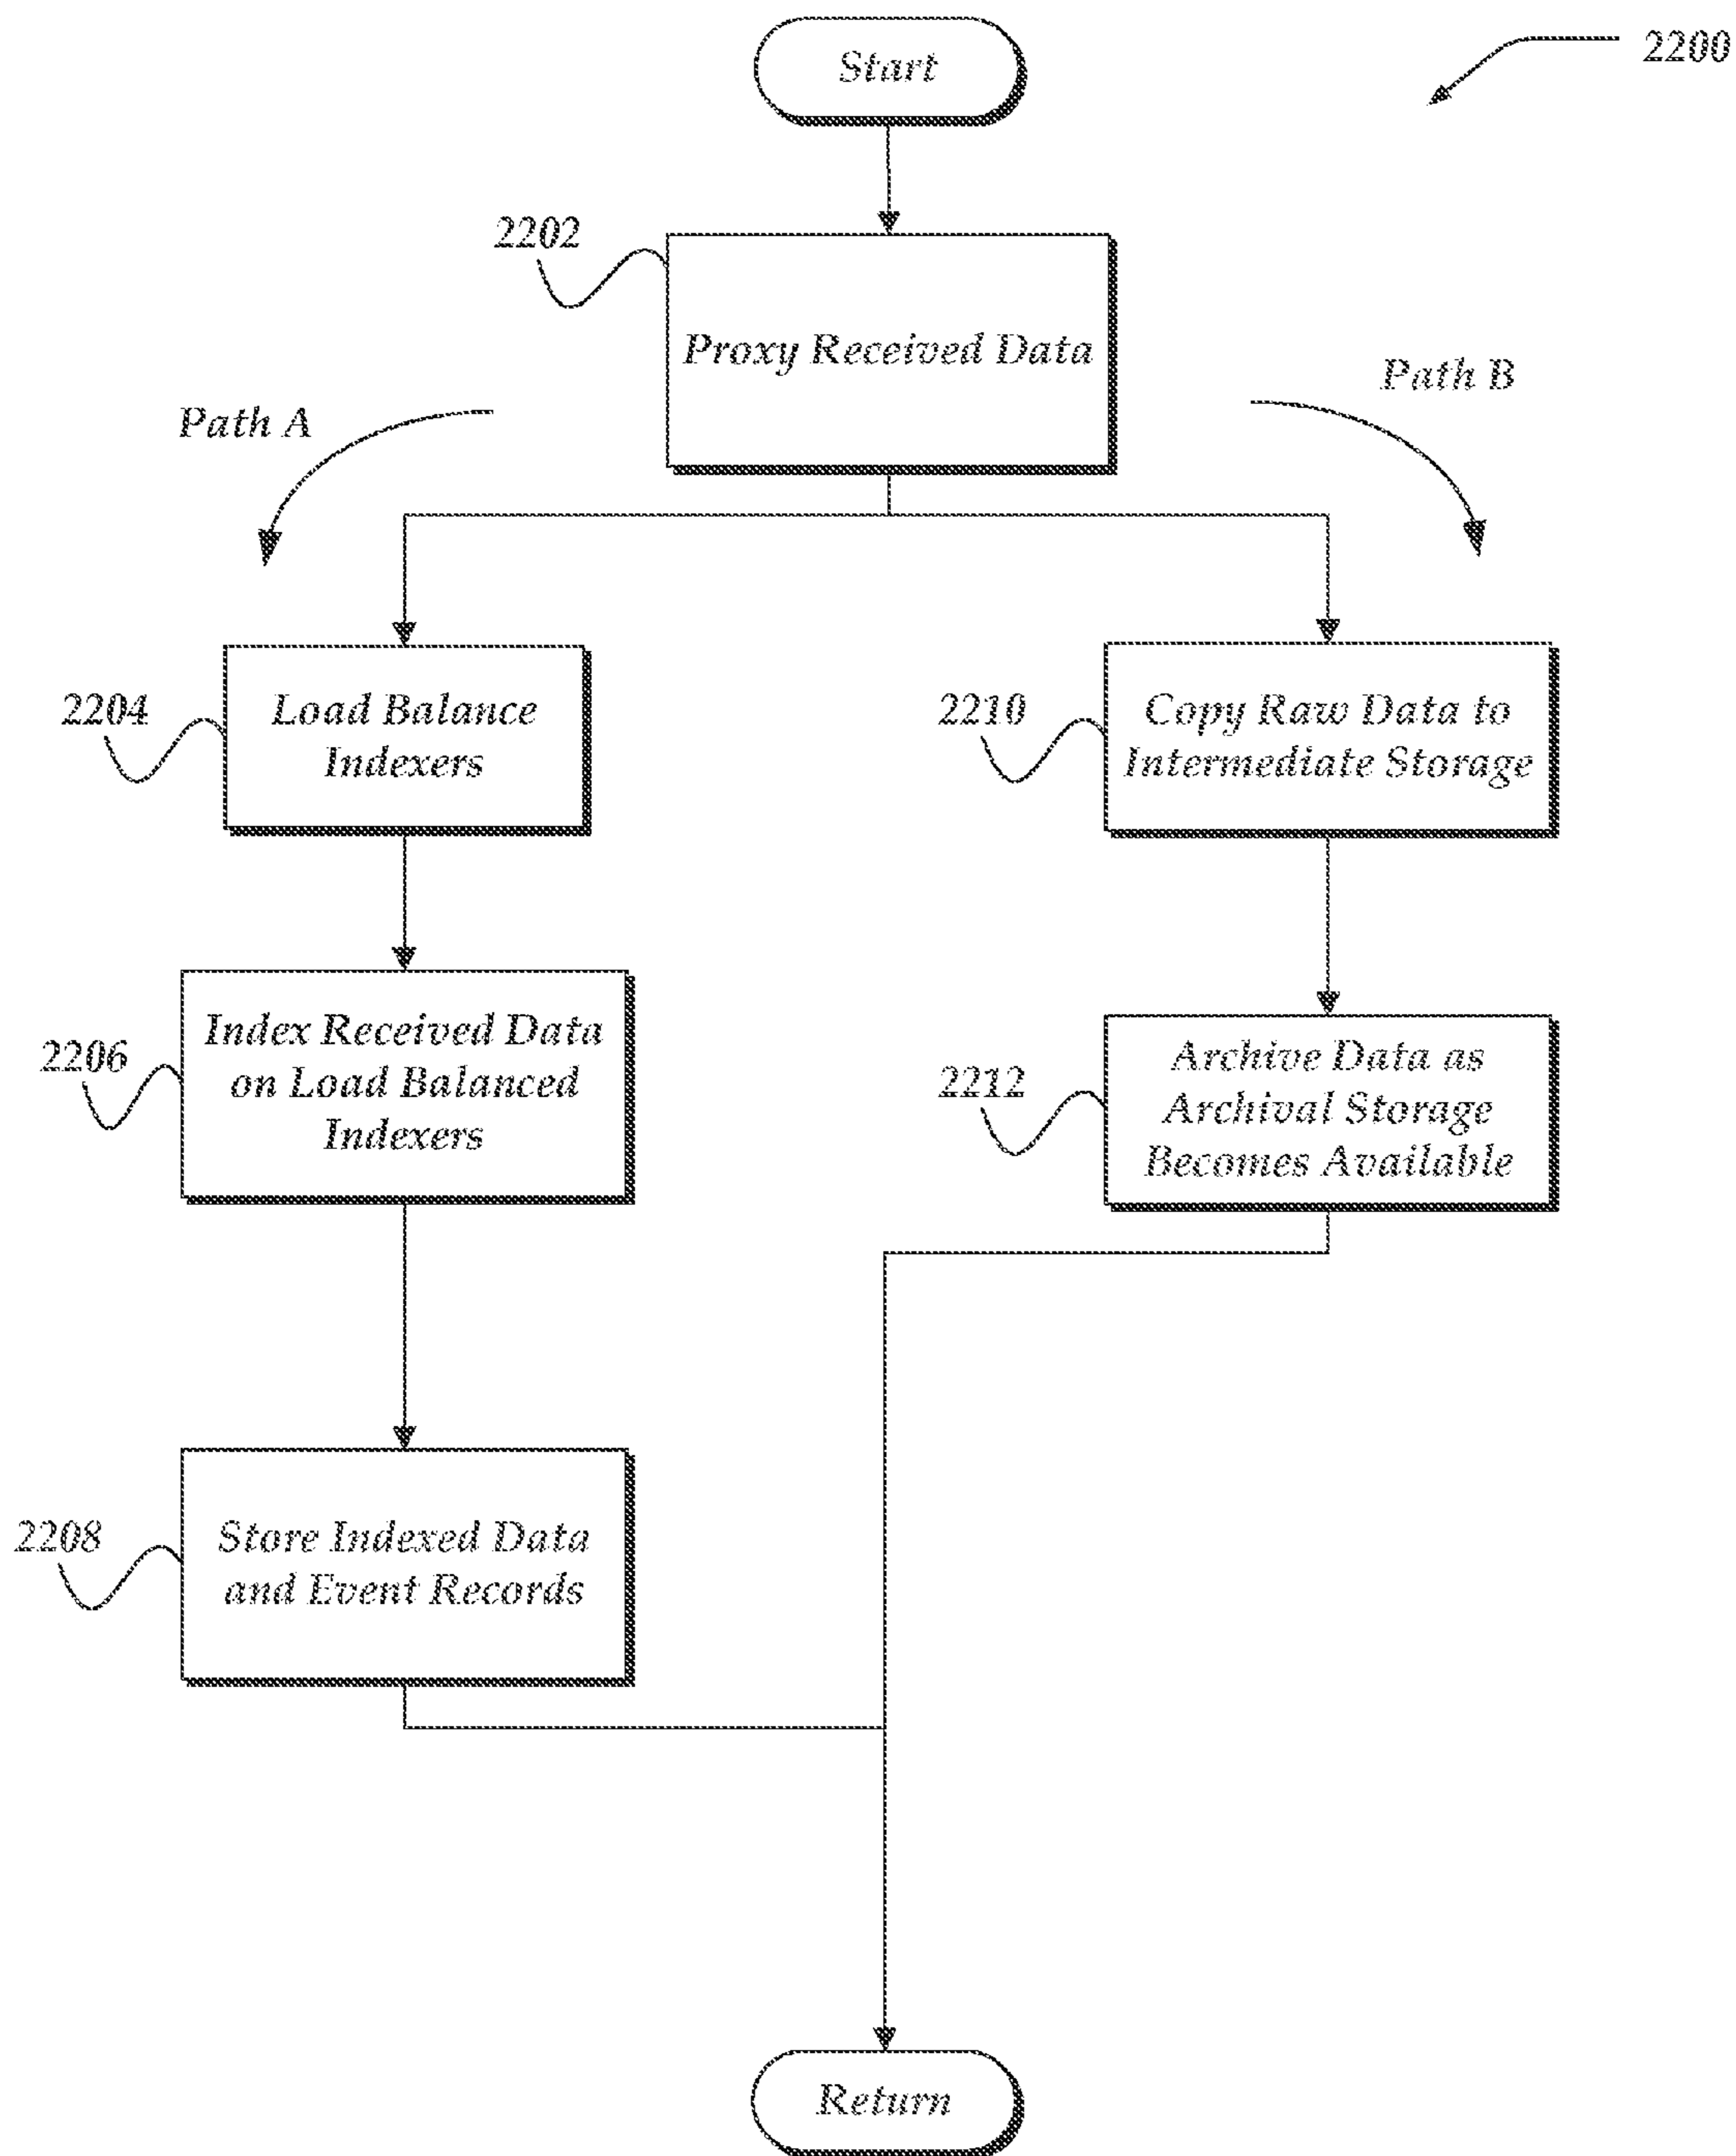 Start
2200
2202
Proxy Received Data
Path A
Path B
2204
Load Balance
Indexers
2210
Copy Raw Data to
Intermediate Storage
2206
Index Received Data
on Load Balanced
Indexers
2212
Archive Data as
Archival Storage
Becomes Available
2208
Store Indexed Data
and Event Records
Return